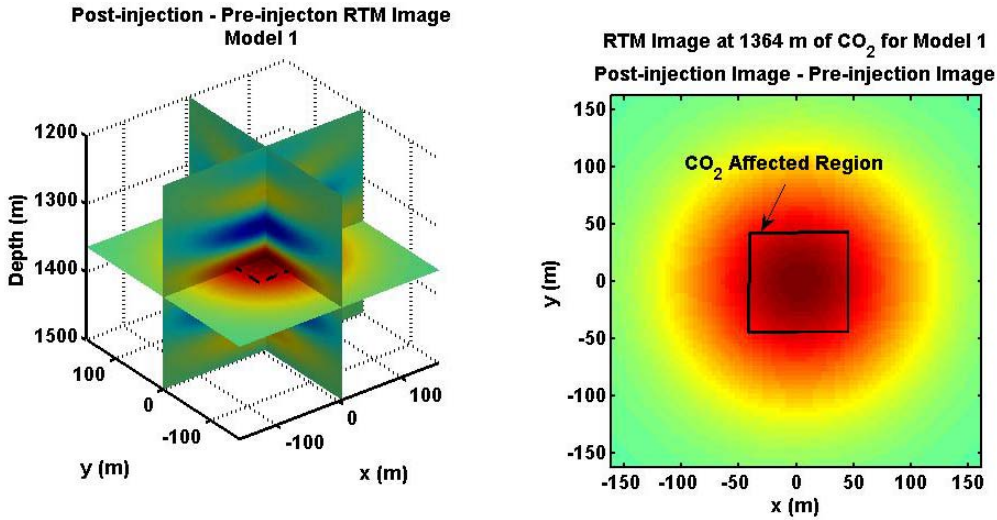 Post-injection - Pre-injecton RTM Image
Model 1
1200
1300
1400
1500
Depth (m)
100
0
-100
y (m)
-100
0
100
x (m)
RTM Image at 1364 m of CO2 for Model 1
Post-injection Image - Pre-injection Image
CO2 Affected Region
150
100
50
0
-50
-100
-150
y (m)
-150
-100
-50
0
50
100
150
x (m)